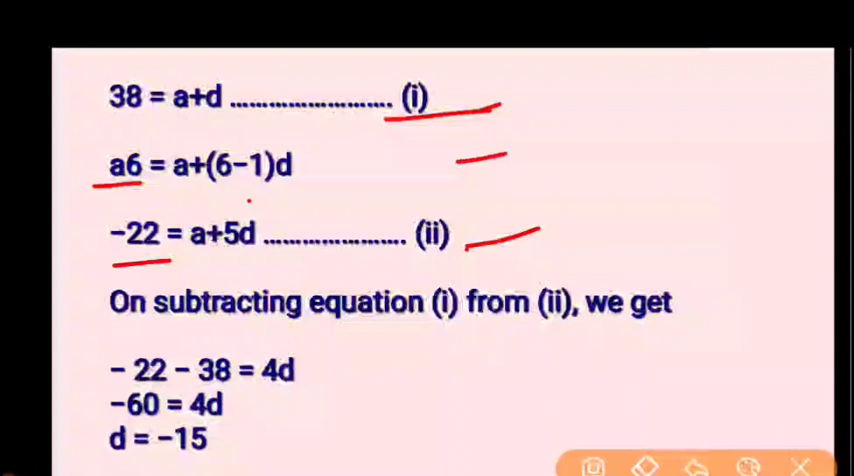 38 = a+d ............................ (i)
a6 = a+(6−1)d
−22 = a+5d ......................... (ii)
On subtracting equation (i) from (ii), we get
− 22 − 38 = 4d
−60 = 4d
d = −15